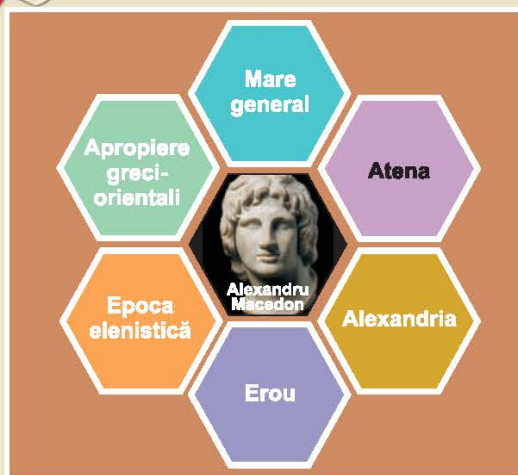 Mare
general
Apropiere
greci-
orientali
Atena
Alexandru
Macedon
Epoca
elenistică
Alexandria
Erou